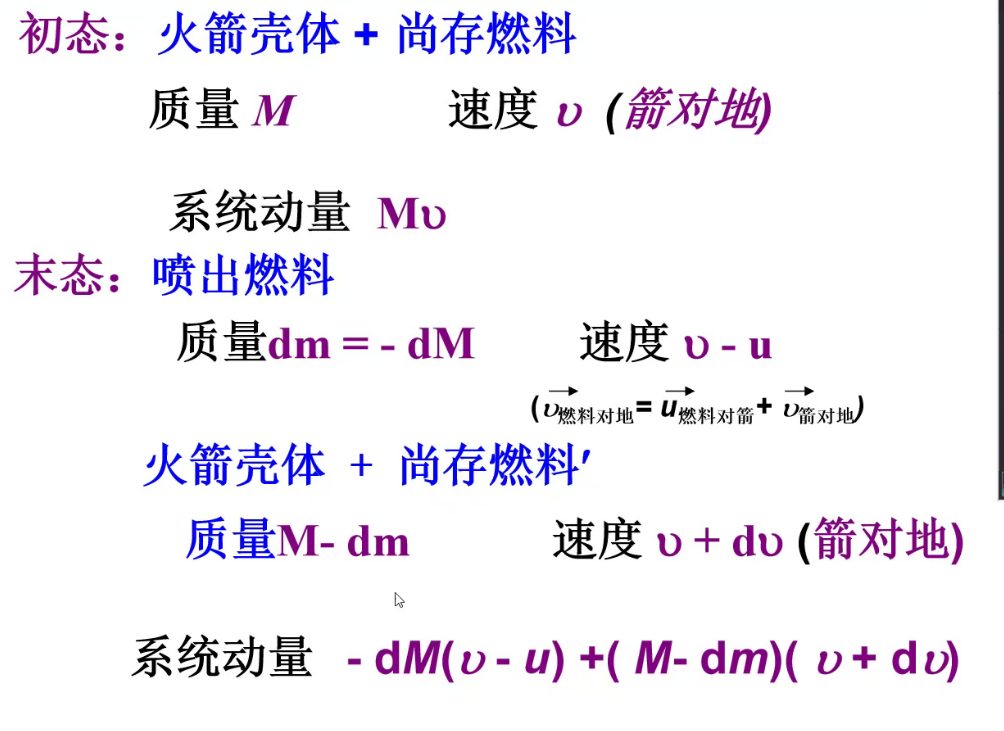 初态：火箭壳体 + 尚存燃料
质量 M 速度 υ (箭对地)
系统动量 Mυ
末态：喷出燃料
质量dm = - dM 速度 υ - u
(υ燃料对地= u燃料对箭+ υ箭对地)
火箭壳体 + 尚存燃料′
质量M- dm 速度 υ + dυ (箭对地)
系统动量 - dM(υ - u) +( M- dm)( υ + dυ)